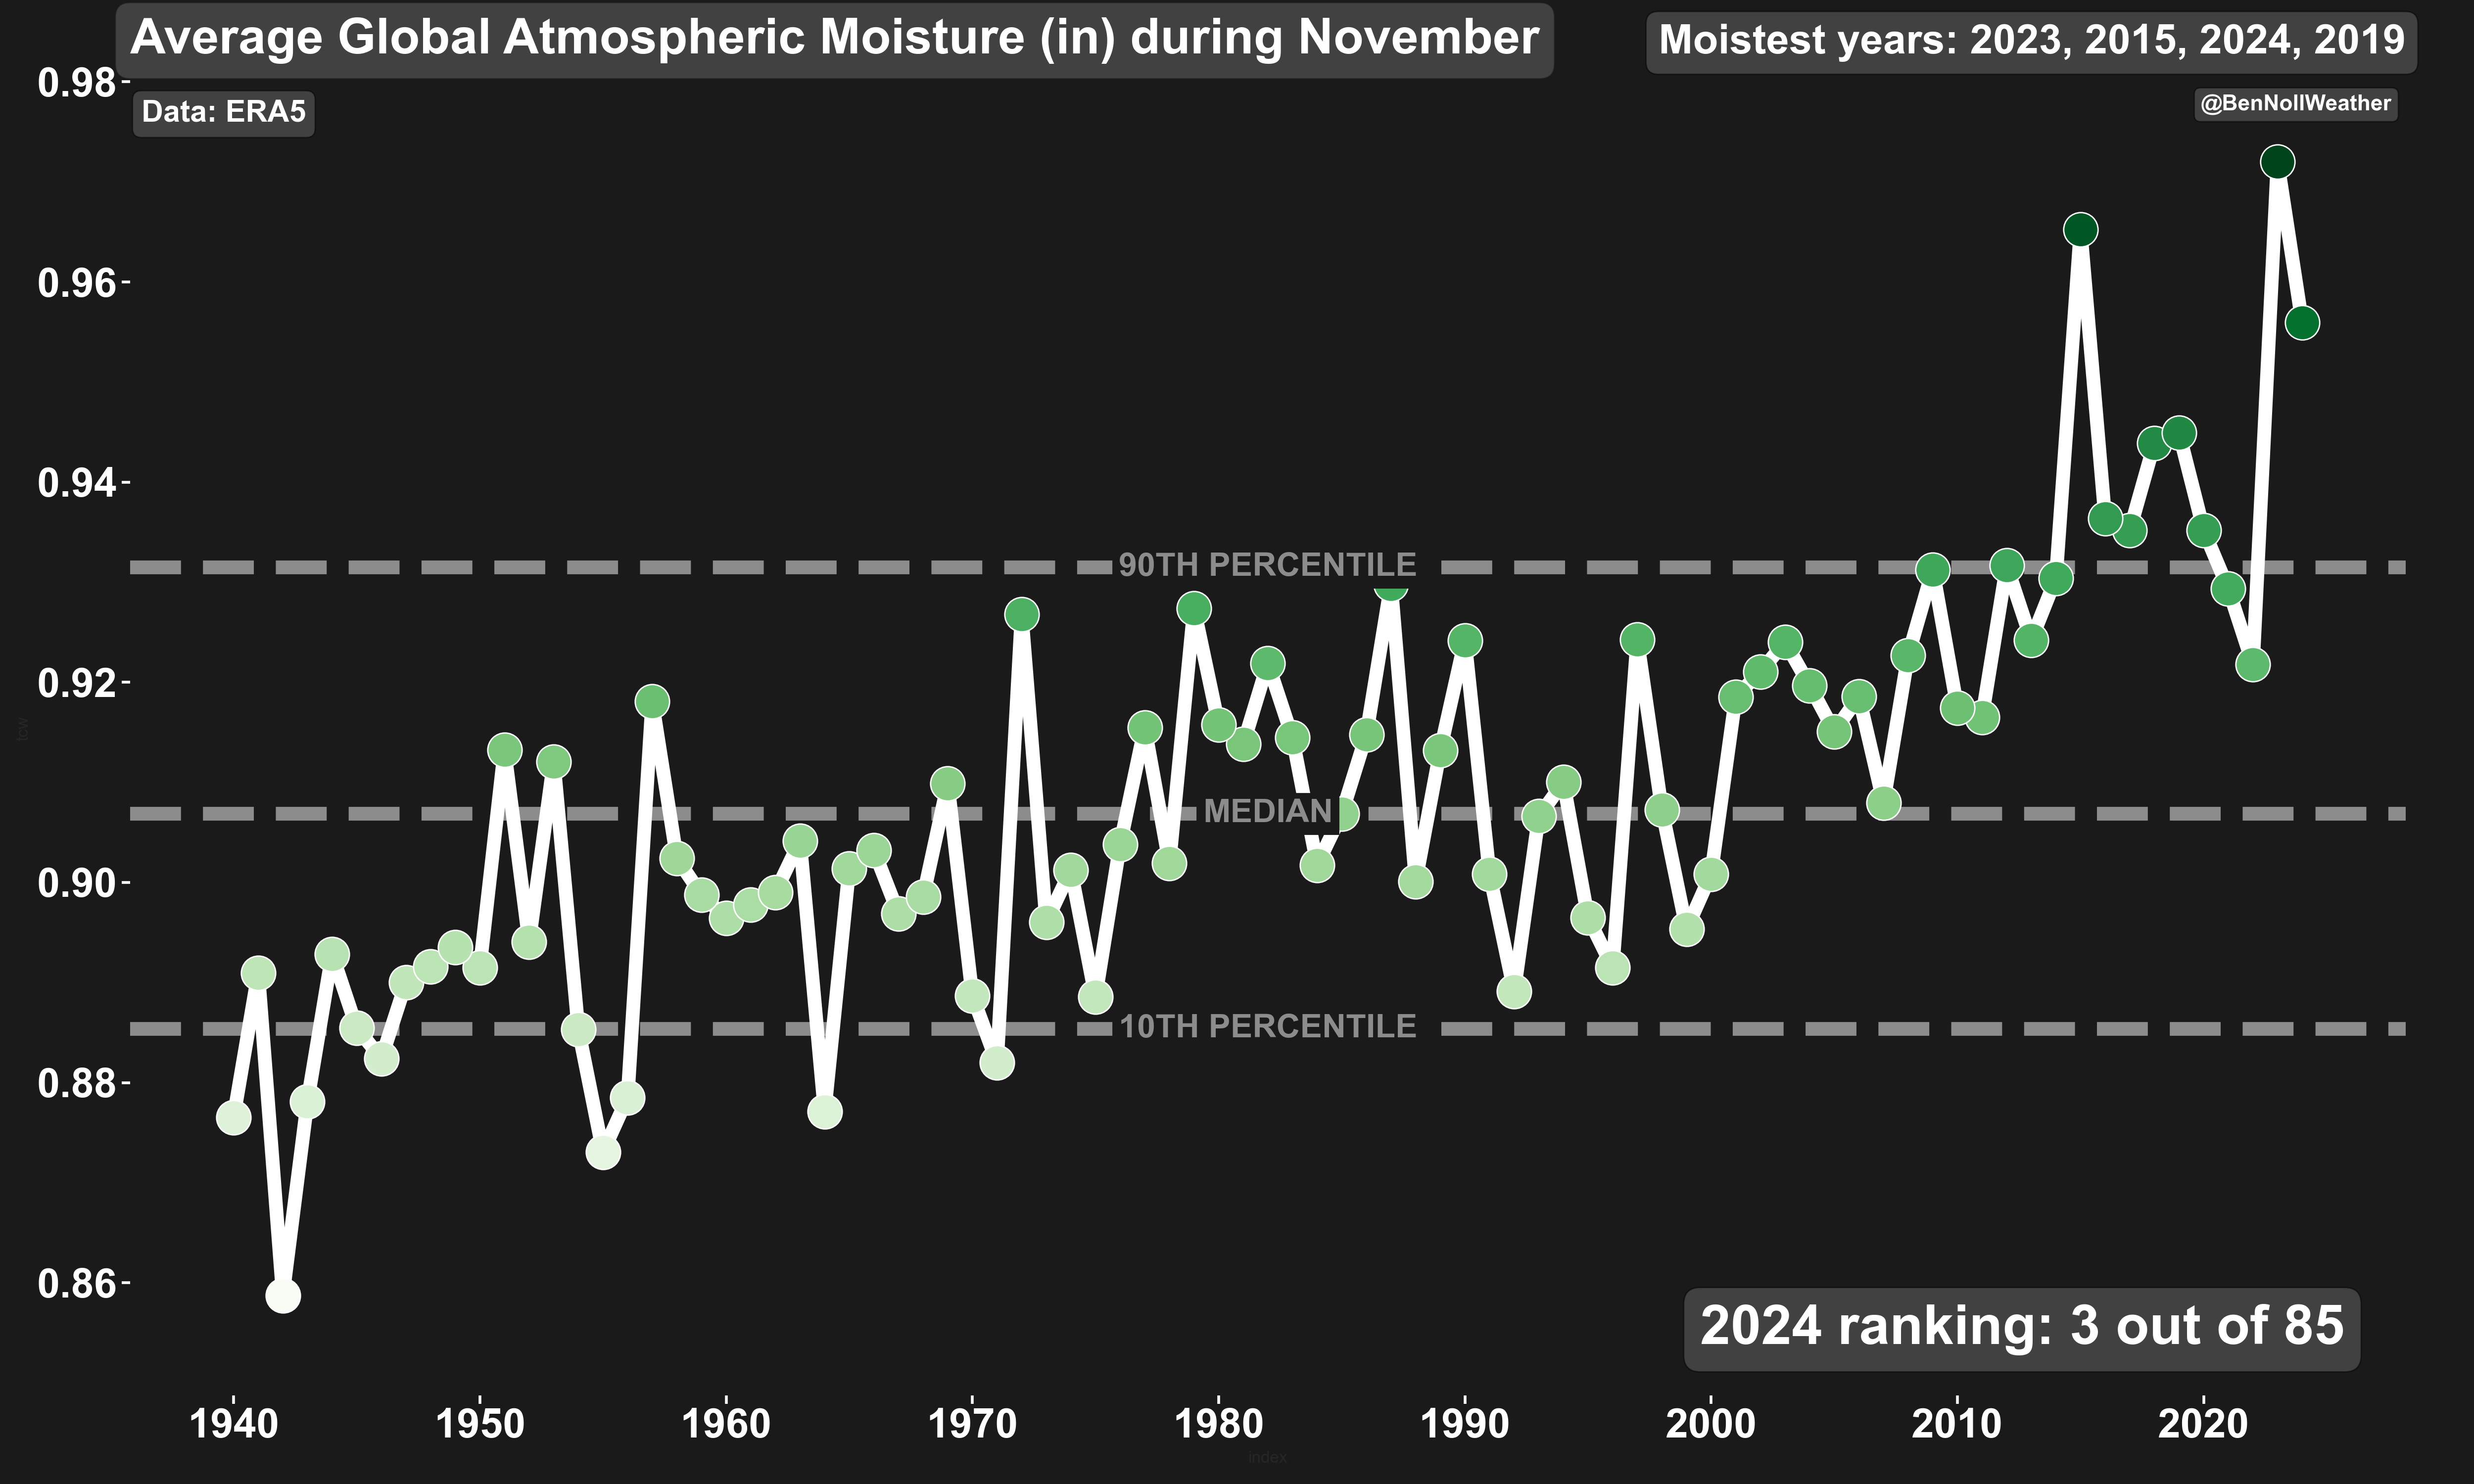 Average Global Atmospheric Moisture (in) during November
Moistest years: 2023, 2015, 2024, 2019
0.98
Data: ERA5
@BenNollWeather
0.96
0.94
90TH PERCENTILE
0.92
tcw
MEDIAN
0.90
10TH PERCENTILE
0.88
0.86
2024 ranking: 3 out of 85
1940 1950 1960 1970 1980 1990 2000 2010 2020
index